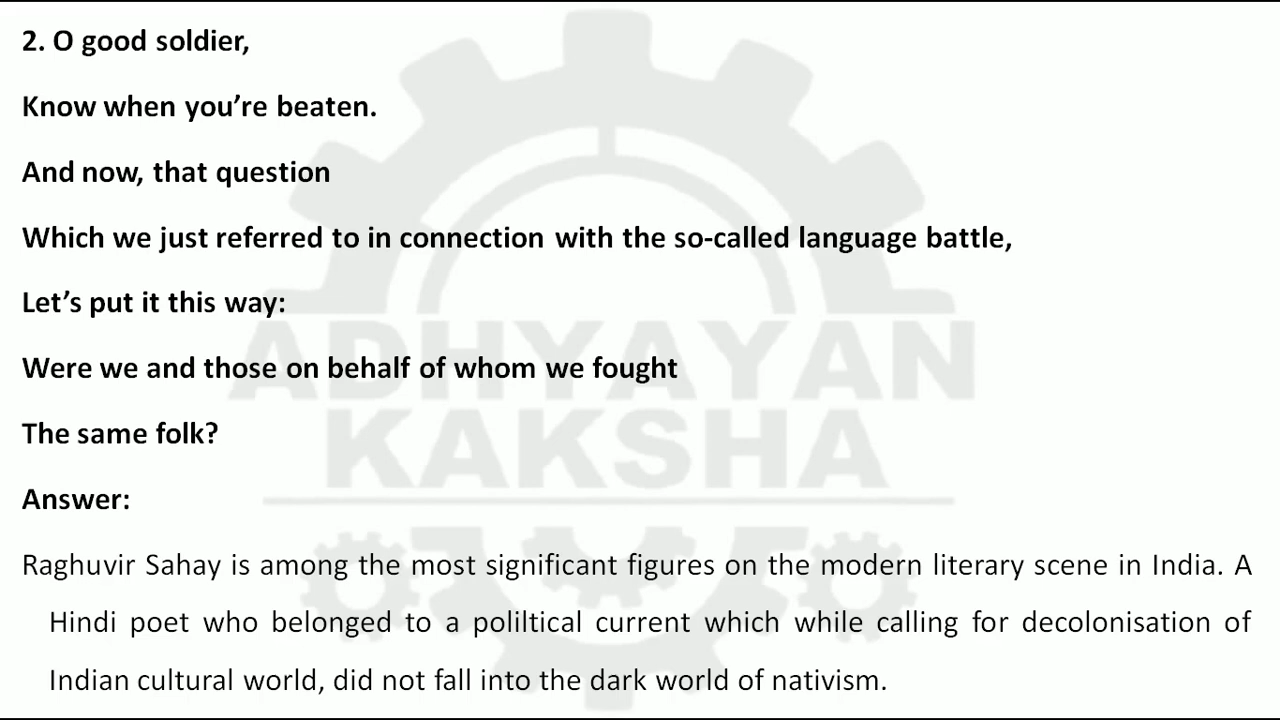 2. O good soldier,
Know when you're beaten.
And now, that question
Which we just referred to in connection with the so-called language battle,
Let's put it this way:
Were we and those on behalf of whom we fought
The same folk?
Answer:
Raghuvir Sahay is among the most significant figures on the modern literary scene in India. A
Hindi poet who belonged to a poliltical current which while calling for decolonisation of
Indian cultural world, did not fall into the dark world of nativism.
ADHYAYAN
KAKSHA